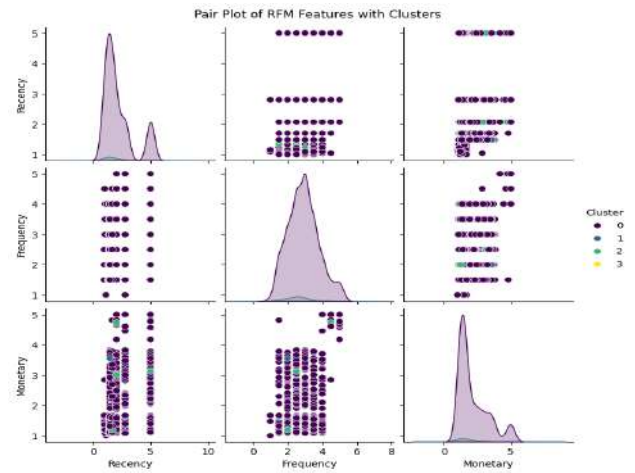 Pair Plot of RFM Features with Clusters
5
4
3
2
1
Recency
5
4
3
2
1
Frequency
Cluster
0
1
2
3
5
4
3
2
1
Monetary
0 5 10
0 2 4 6 8
0 5
Recency Frequency Monetary